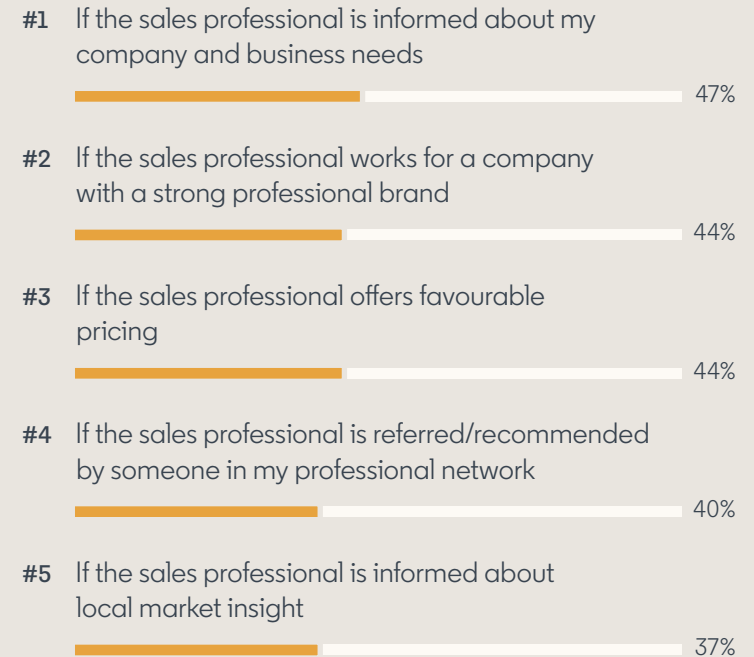 #1 If the sales professional is informed about my
company and business needs
47%
#2 If the sales professional works for a company
with a strong professional brand
44%
#3 If the sales professional offers favourable
pricing
44%
#4 If the sales professional is referred/recommended
by someone in my professional network
40%
#5 If the sales professional is informed about
local market insight
37%